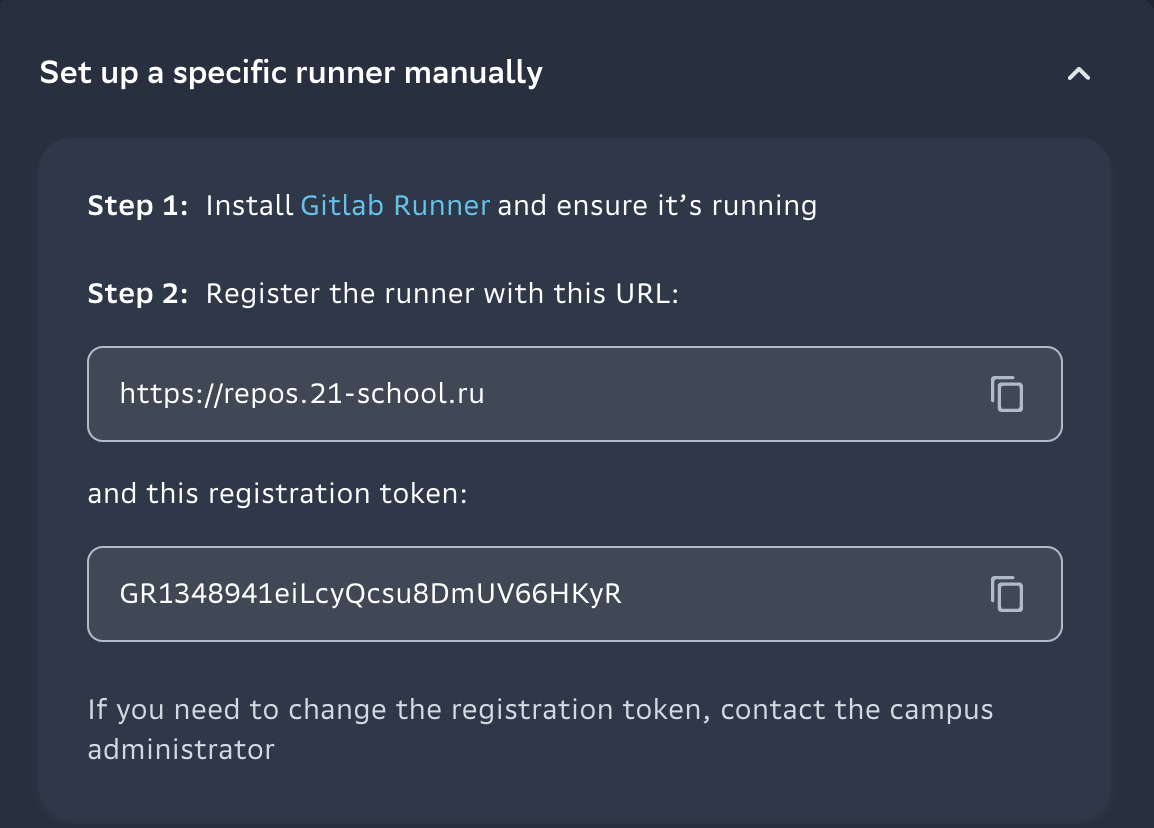 Set up a specific runner manually
Step 1: Install Gitlab Runner and ensure it’s running
Step 2: Register the runner with this URL:
https://repos.21-school.ru
and this registration token:
GR1348941eiLcyQcsu8DmUV66HKyR
If you need to change the registration token, contact the campus
administrator